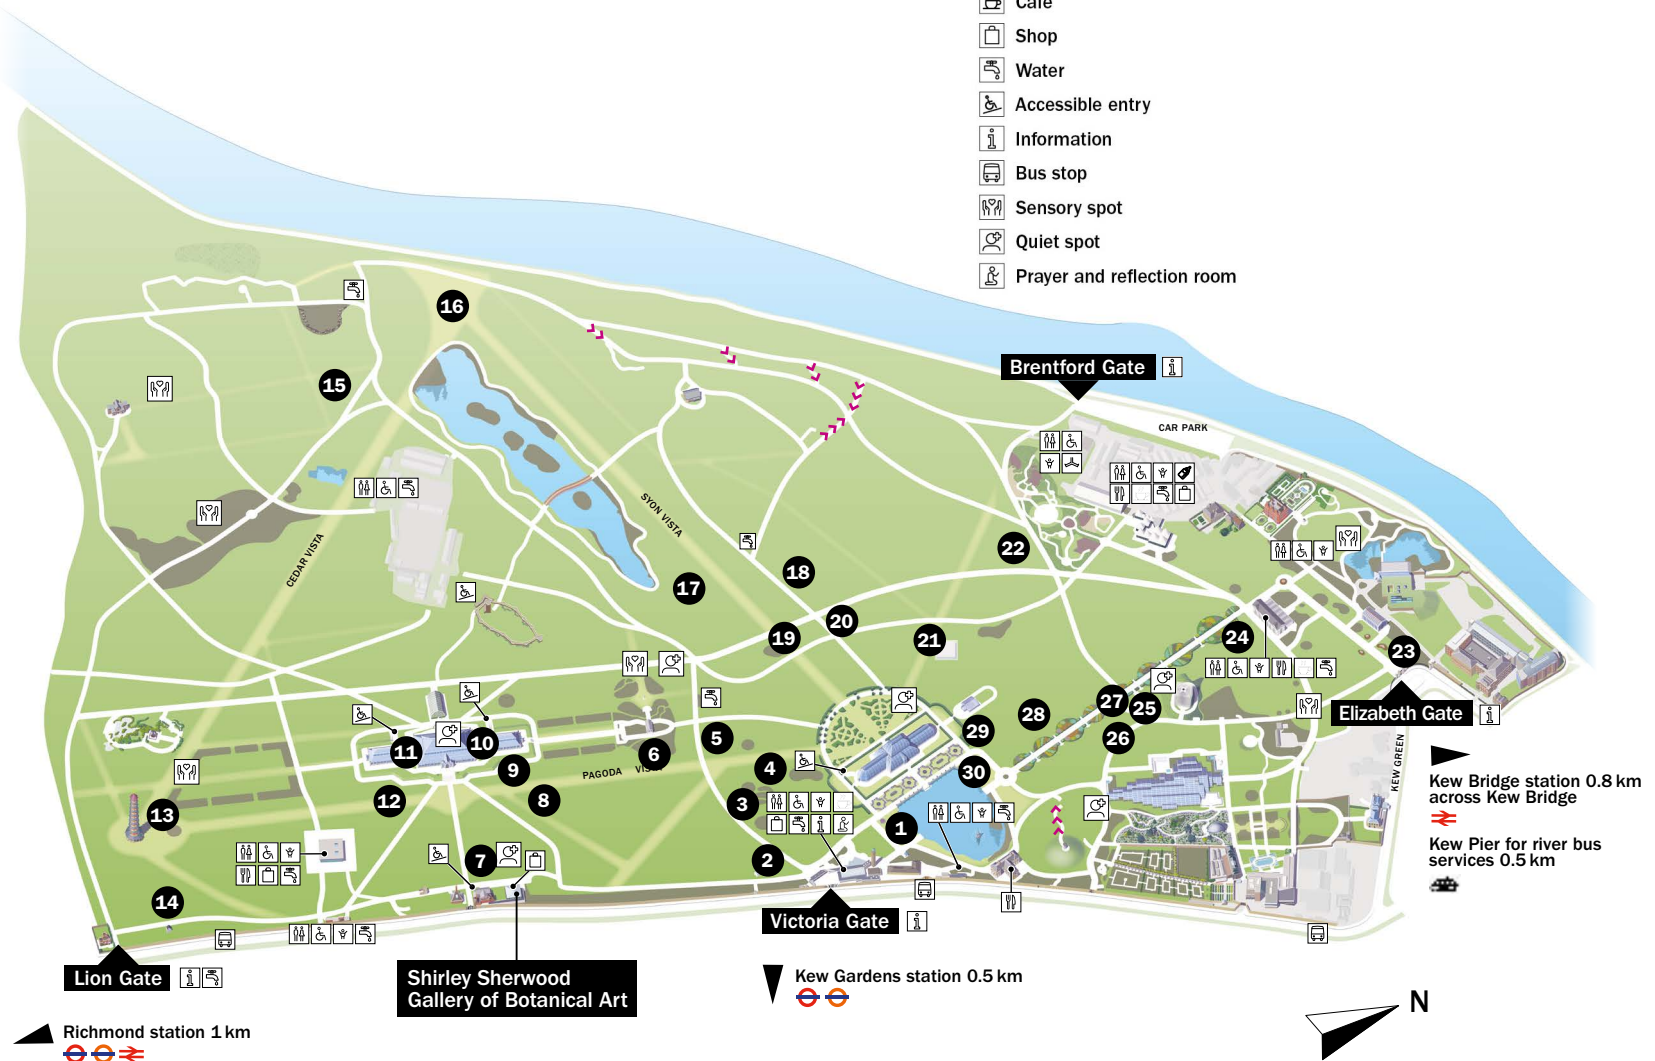 Café
Shop
Water
Accessible entry
Information
Bus stop
Sensory spot
Quiet spot
Prayer and reflection room
16
Brentford Gate
15
CAR PARK
SYON VISTA
CEDAR VISTA
22
18
17
20
19
21
24
23
27
25
Elizabeth Gate
28
26
5
29
10
11
6
4
9
PAGODA
30
KEW GREEN
Kew Bridge station 0.8 km
across Kew Bridge
12
8
3
13
1
Kew Pier for river bus
services 0.5 km
7
2
14
Victoria Gate
Lion Gate
Shirley Sherwood
Gallery of Botanical Art
Kew Gardens station 0.5 km
N
Richmond station 1 km